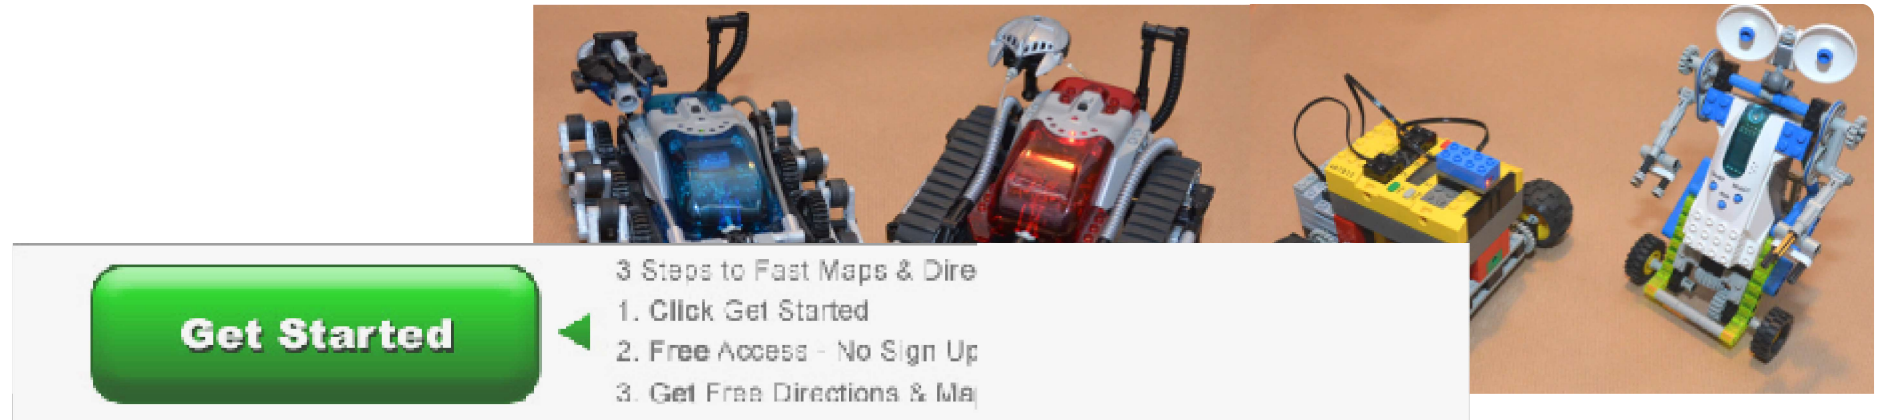 Get Started
3 Steps to Fast Maps & Dire
1. Click Get Started
2. Free Access - No Sign Up
3. Get Free Directions & Ma